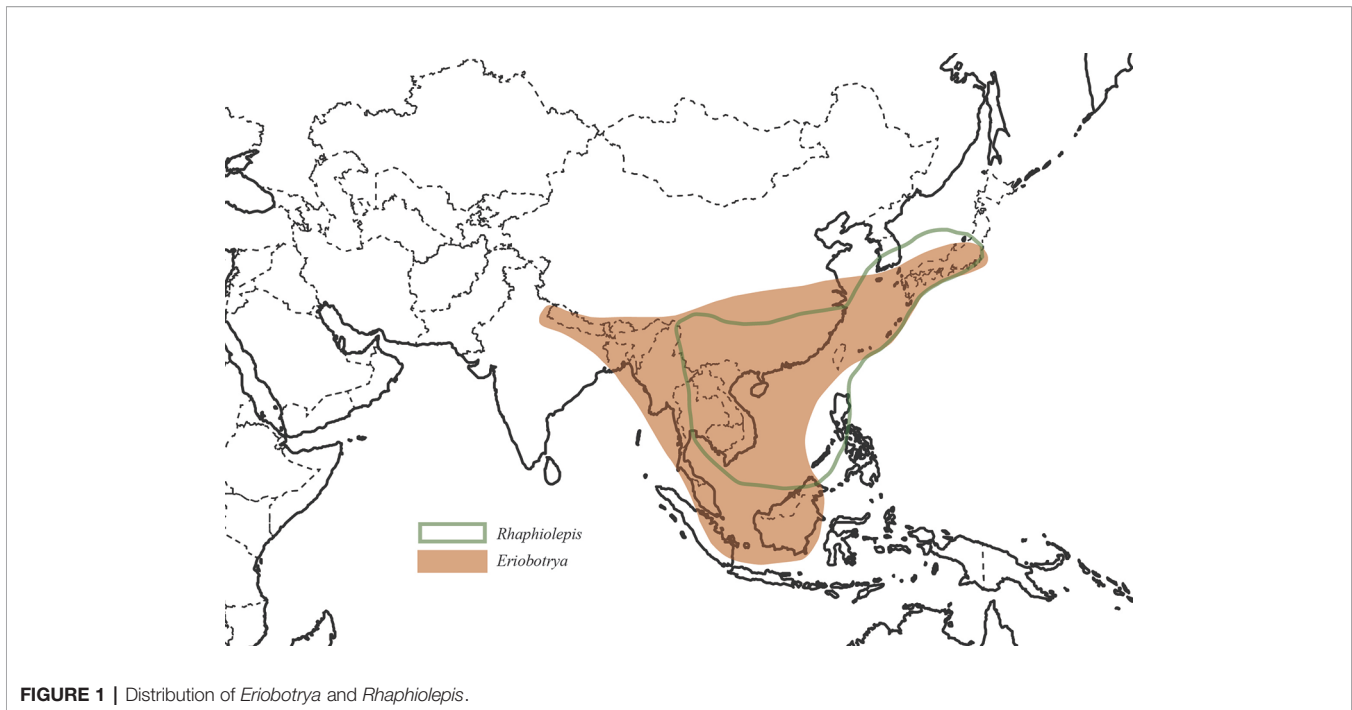 Rhaphiolepis
Eriobotrya
FIGURE 1 | Distribution of Eriobotrya and Rhaphiolepis.